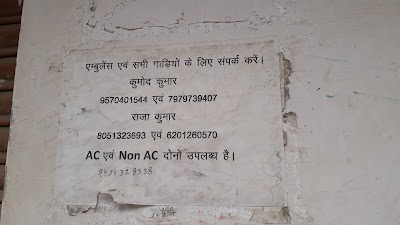 एम्बुलेंस एवं सभी गाडियों के लिए संपर्क करें।
कुमोद कुमार
9570401544 एवं 7979739407
राजा कुमार
8051323693 एवं 6201260570
AC एवं Non AC दोनों उपलब्ध है।